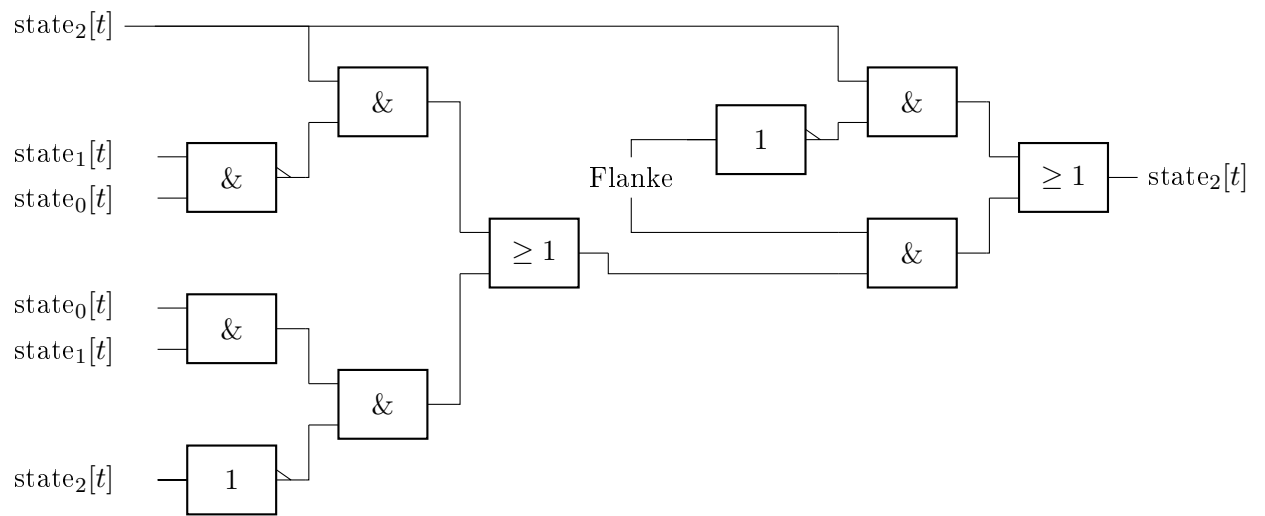 state₂[t]
&
&
state₁[t]
1
&
state₀[t]
≥ 1
state₂[t]
Flanke
≥ 1
&
state₀[t]
&
state₁[t]
&
state₂[t]
1